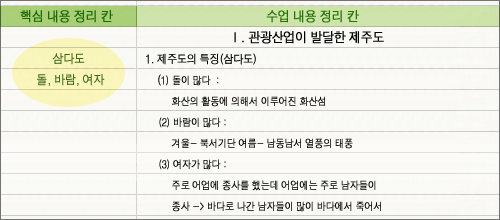 핵심 내용 정리 칸
수업 내용 정리 칸
Ⅰ. 관광산업이 발달한 제주도
삼다도
돌, 바람, 여자
1. 제주도의 특징(삼다도)
(1) 돌이 많다 :
화산의 활동에 의해서 이루어진 화산섬
(2) 바람이 많다 :
겨울- 북서기단 여름- 남동남서 열풍의 태풍
(3) 여자가 많다 :
주로 어업에 종사를 했는데 어업에는 주로 남자들이
종사 -> 바다로 나간 남자들이 많이 바다에서 죽어서